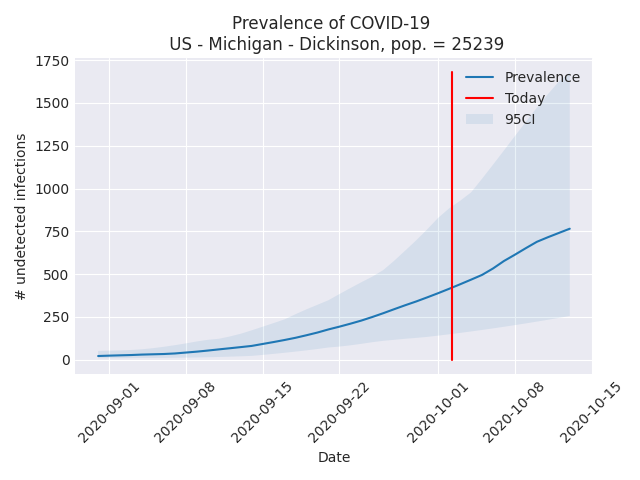 Prevalence of COVID-19
US - Michigan - Dickinson, pop. = 25239
1750
1500
1250
1000
750
500
250
0
# undetected infections
Prevalence
Today
95CI
2020-09-01
2020-09-08
2020-09-15
2020-09-22
2020-10-01
2020-10-08
2020-10-15
Date